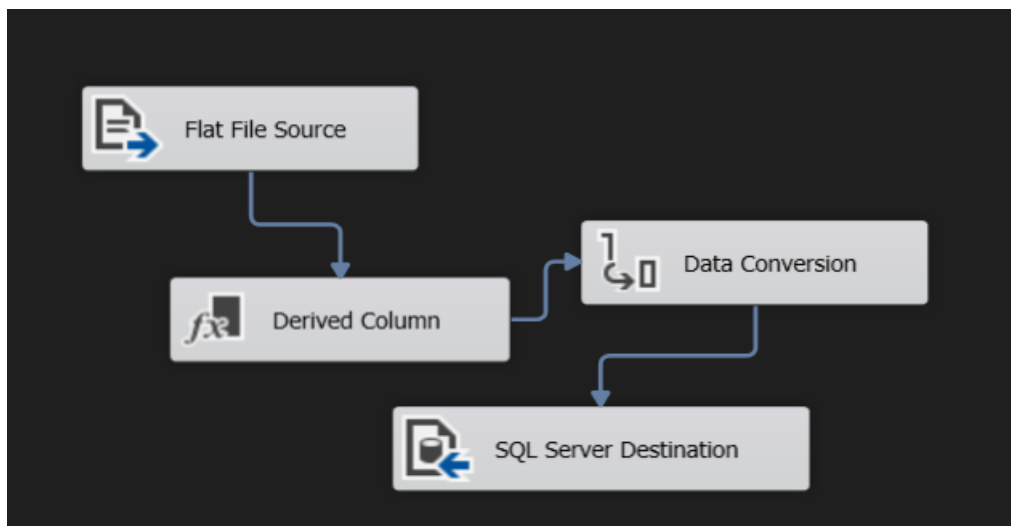 Flat File Source
Derived Column
Data Conversion
SQL Server Destination